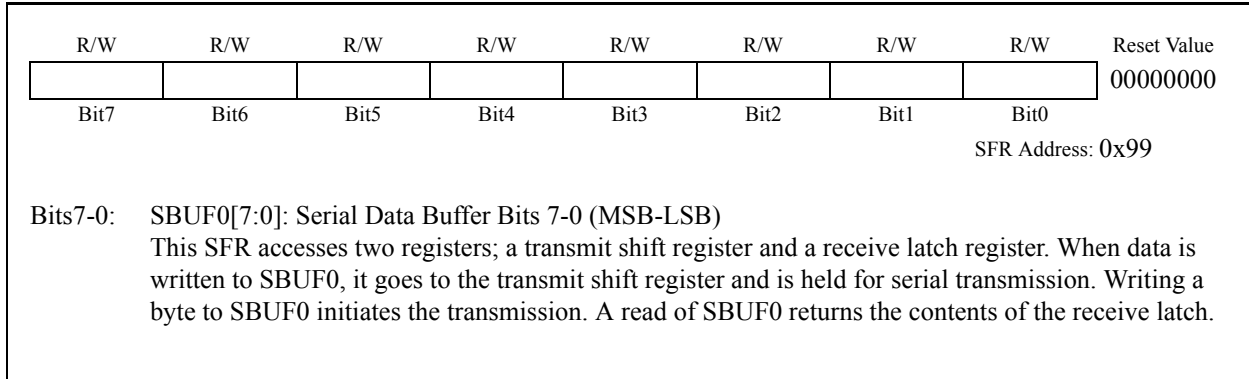 R/W R/W R/W R/W R/W R/W R/W R/W Reset Value
00000000
Bit7 Bit6 Bit5 Bit4 Bit3 Bit2 Bit1 Bit0
SFR Address: 0x99
Bits7-0: SBUF0[7:0]: Serial Data Buffer Bits 7-0 (MSB-LSB)
This SFR accesses two registers; a transmit shift register and a receive latch register. When data is
written to SBUF0, it goes to the transmit shift register and is held for serial transmission. Writing a
byte to SBUF0 initiates the transmission. A read of SBUF0 returns the contents of the receive latch.